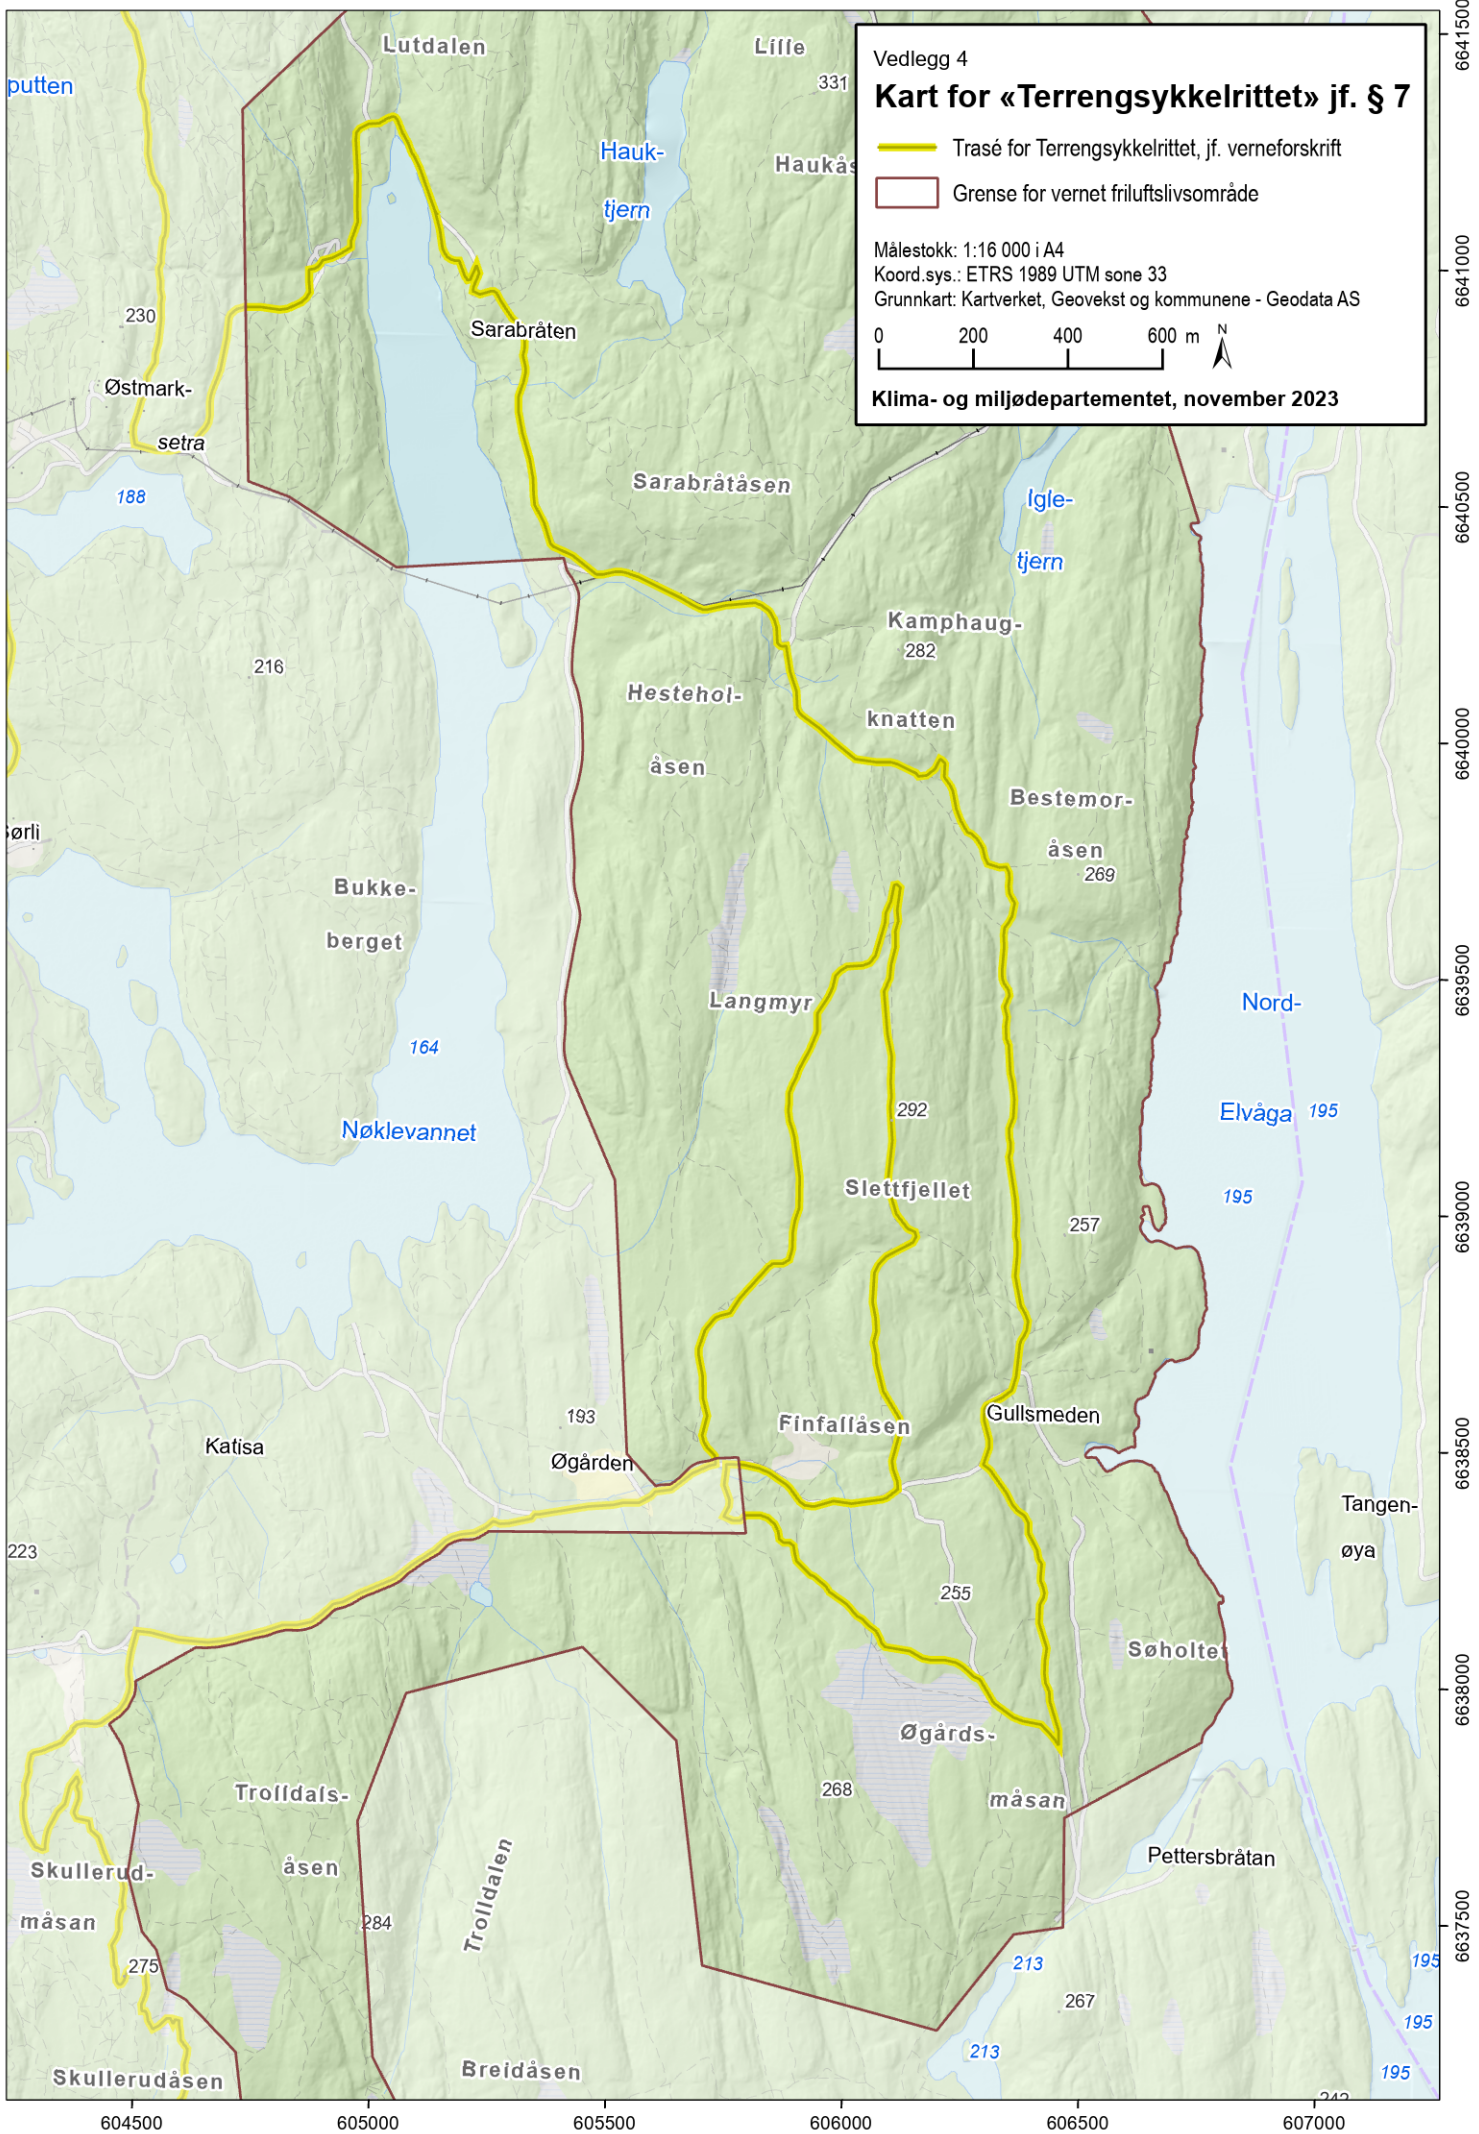 Vedlegg 4
Kart for «Terrengsykkelrittet» jf. § 7
Trasé for Terrengsykkelrittet, jf. verneforskrift
Grense for vernet friluftslivsområde
Målestokk: 1:16 000 i A4
Koord.sys.: ETRS 1989 UTM sone 33
Grunnkart: Kartverket, Geovekst og kommunene - Geodata AS
0 200 400 600 m N
Klima- og miljødepartementet, november 2023
Lutdalen
Lille
331
putten
Hauk-
tjern
Haukås
230
Sarabråten
Østmark-
setra
188
Sarabråtåsen
Igle-
tjern
Kamphaug-
282
knatten
216
Hestehol-
åsen
Bestemor-
åsen
269
Sørli
Bukke-
berget
Langmyr
Nord-
Elvåga
195
164
Nøklevannet
292
Slettfjellet
195
257
193
Finfallåsen
Gullsmeden
Katisa
Øgården
Tangen-
øya
223
255
Søholtet
Øgårds-
måsan
268
Trolldals-
åsen
Trolldalen
Pettersbråtan
Skullerud-
måsan
284
275
213
195
267
195
213
195
Breidåsen
Skullerudåsen
242
6641500
6641000
6640500
6640000
6639500
6639000
6638500
6638000
6637500
604500 605000 605500 606000 606500 607000